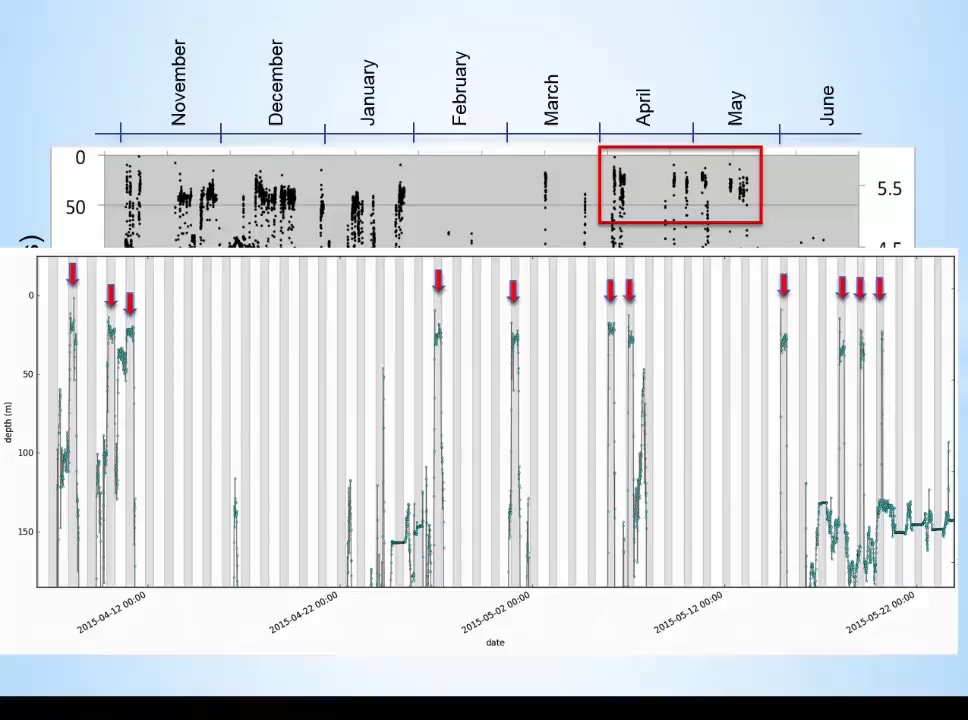 November
December
January
February
March
April
May
June
0
50
5.5
4.5
s)
0
50
100
150
depth (m)
2015-04-12 00:00
2015-04-22 00:00
2015-05-02 00:00
2015-05-12 00:00
2015-05-22 00:00
date